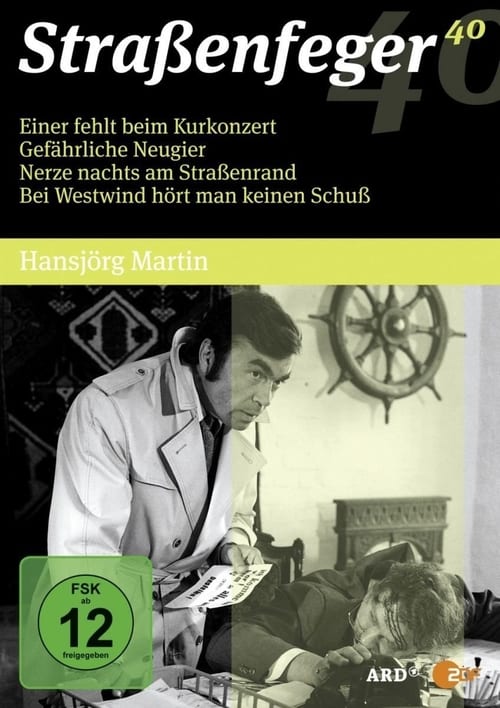 Straßenfeger 40
40
Einer fehlt beim Kurkonzert
Gefährliche Neugier
Nerze nachts am Straßenrand
Bei Westwind hört man keinen Schuß
Hansjörg Martin
FSK
ab
12
freigegeben
ARD ZDF